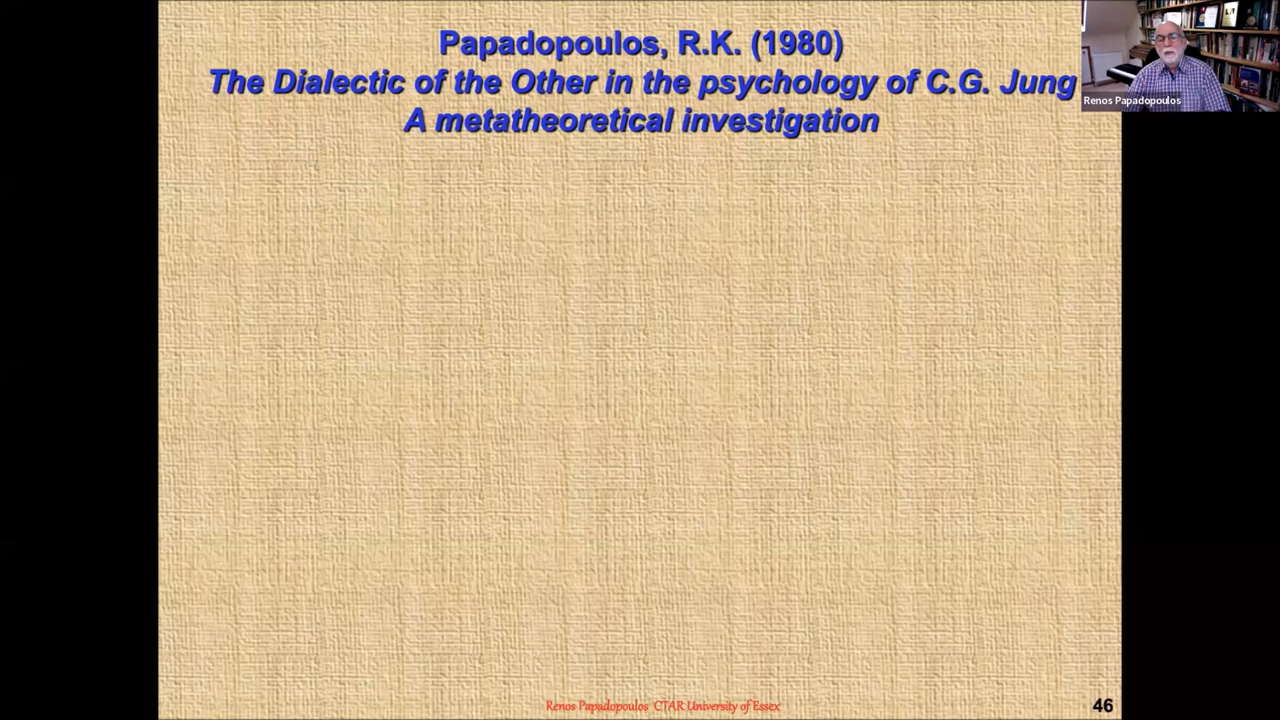 Papadopoulos, R.K. (1980)
The Dialectic of the Other in the psychology of C.G. Jung
A metatheoretical investigation
Renos Papadopoulos
Renos Papadopoulos CTAR University of Essex
46